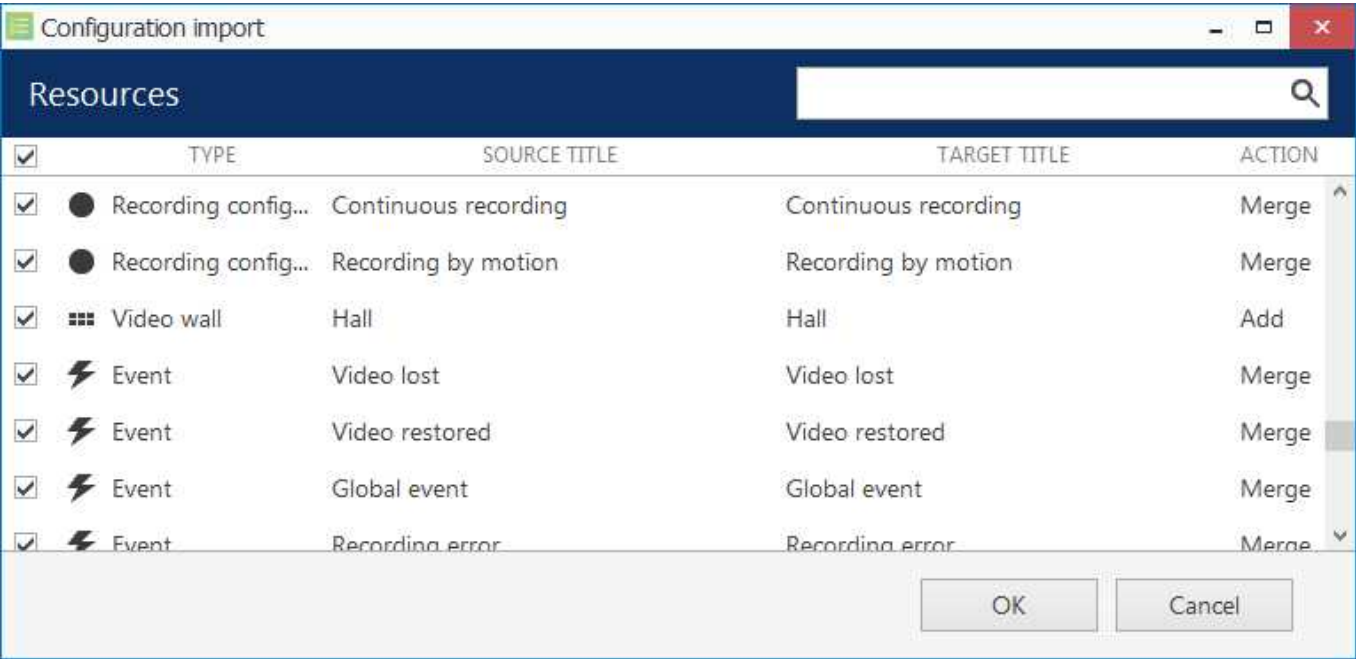 Configuration import
Resources
TYPE SOURCE TITLE TARGET TITLE ACTION
Recording config... Continuous recording Continuous recording Merge
Recording config... Recording by motion Recording by motion Merge
Video wall Hall Hall Add
Event Video lost Video lost Merge
Event Video restored Video restored Merge
Event Global event Global event Merge
Event Recording error Recording error Merge
OK Cancel